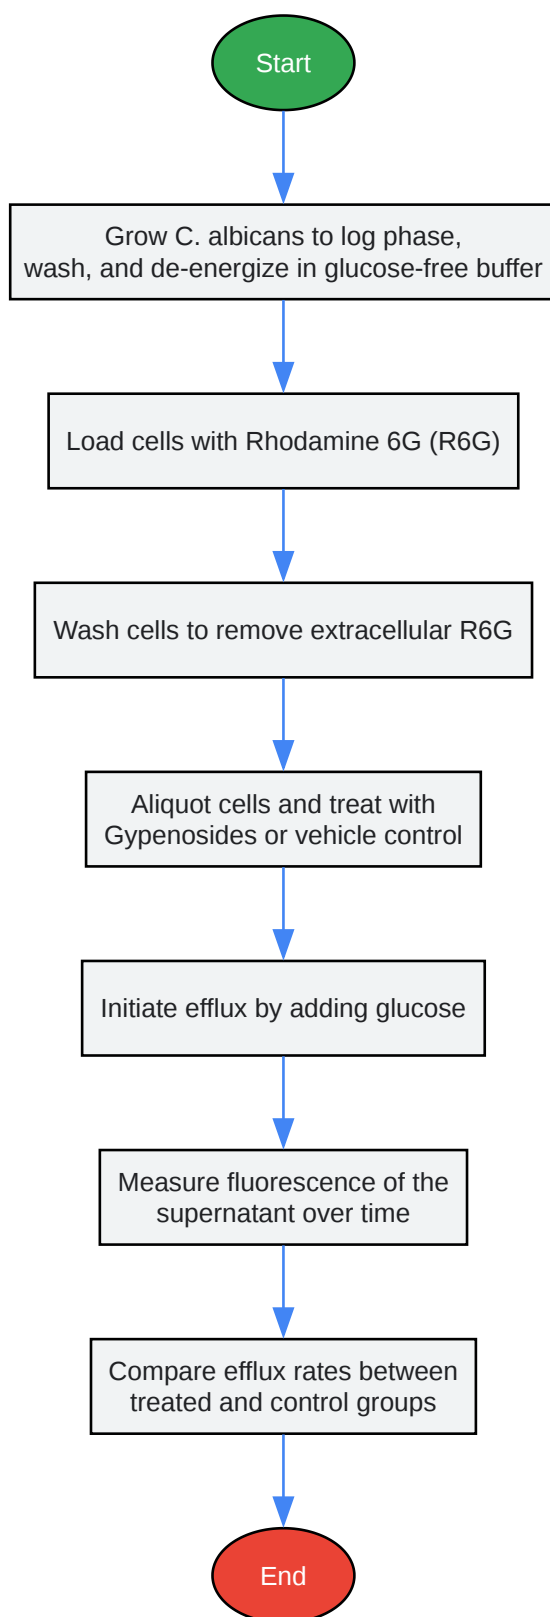 Start
Grow C. albicans to log phase,
wash, and de-energize in glucose-free buffer
Load cells with Rhodamine 6G (R6G)
Wash cells to remove extracellular R6G
Aliquot cells and treat with
Gypenosides or vehicle control
Initiate efflux by adding glucose
Measure fluorescence of the
supernatant over time
Compare efflux rates between
treated and control groups
End